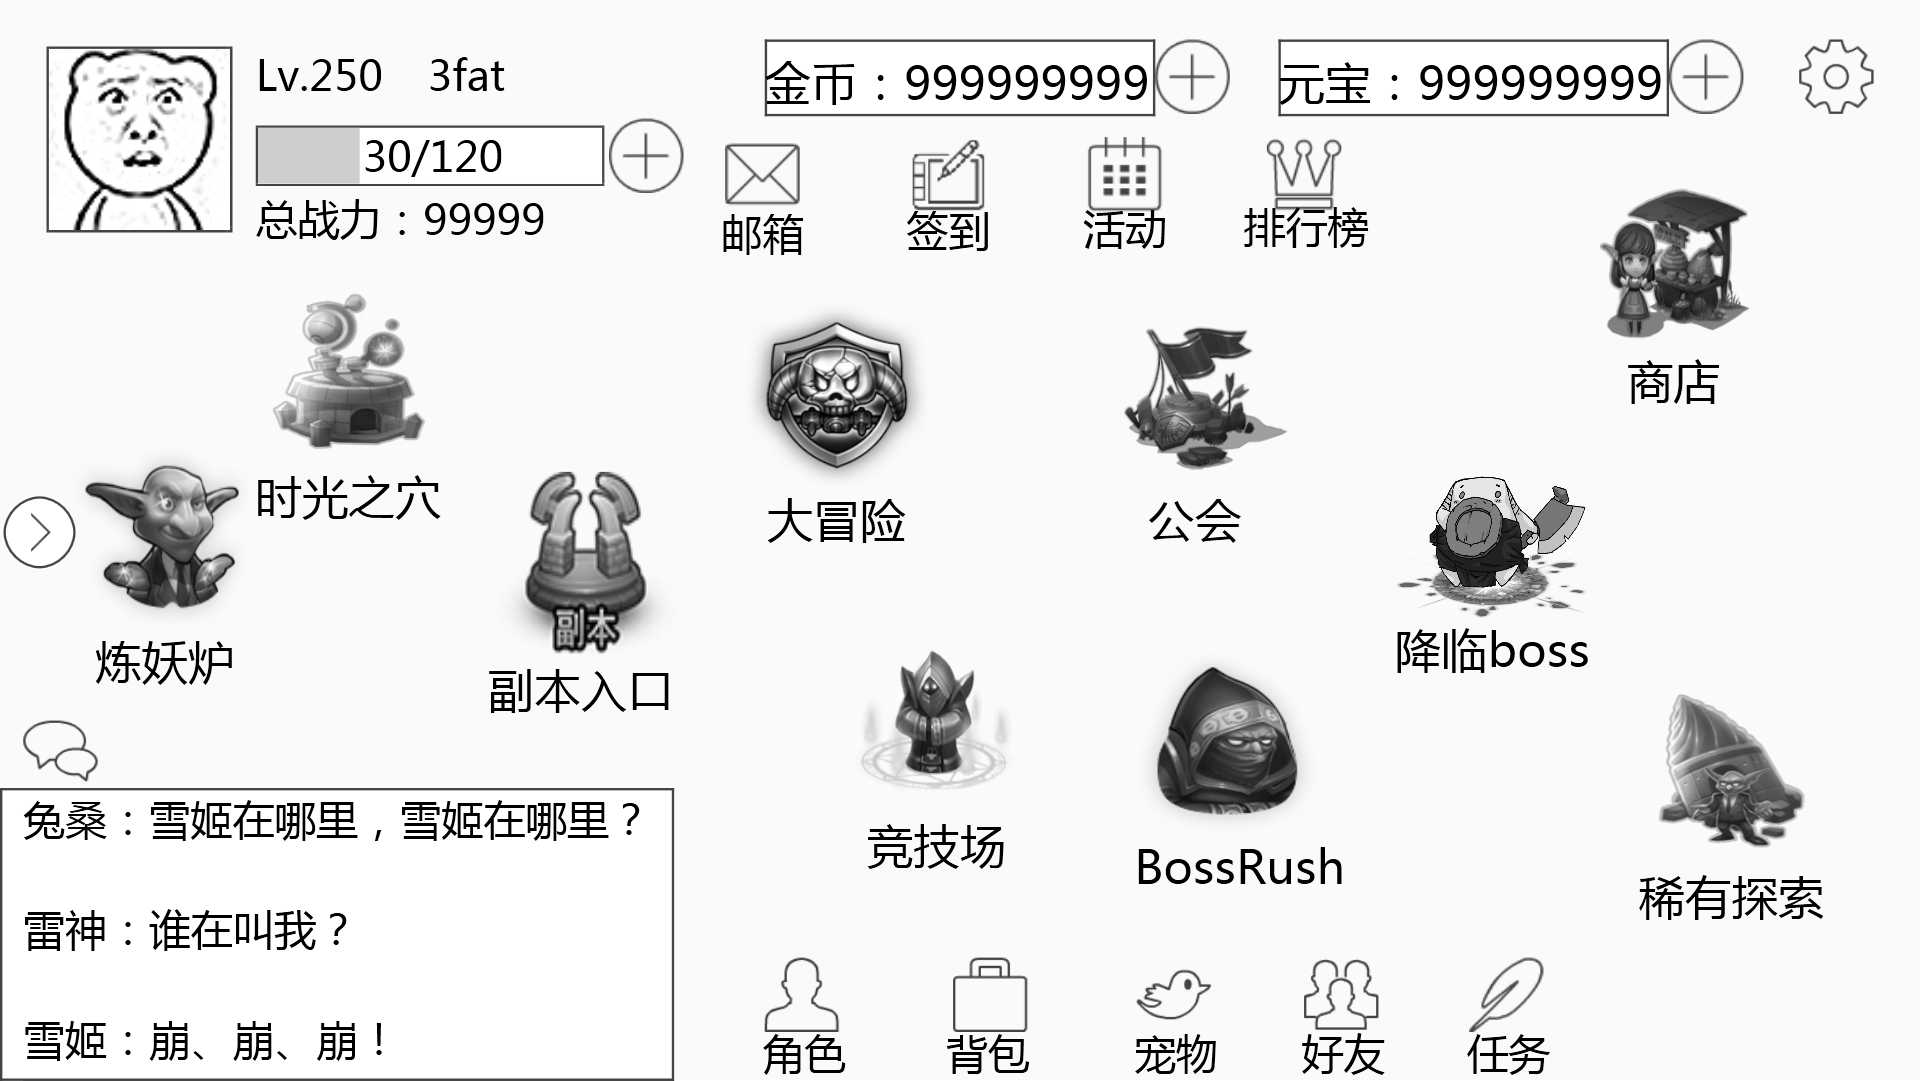 Lv.250 3fat
30/120
总战力：99999
金币：999999999
元宝：999999999
邮箱
签到
活动
排行榜
商店
时光之穴
大冒险
公会
炼妖炉
副本
副本入口
降临boss
竞技场
BossRush
稀有探索
兔桑：雪姬在哪里，雪姬在哪里？
雷神：谁在叫我？
雪姬：崩、崩、崩！
角色
背包
宠物
好友
任务